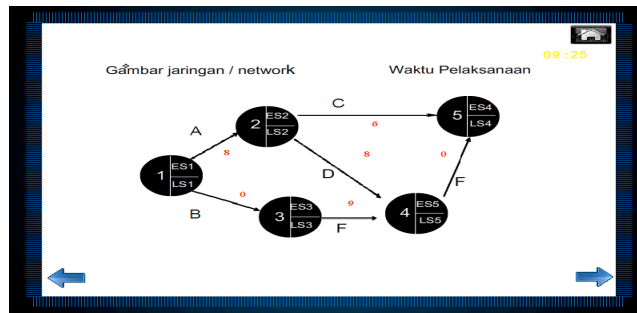 09:25
Gambar jaringan / network
Waktu Pelaksanaan
C
5 ES4
LS4
2 ES2
LS2
6
A
8
8
0
1 ES1
LS1
D
F
0
9
B
3 ES3
LS3
F
4 ES5
LS5